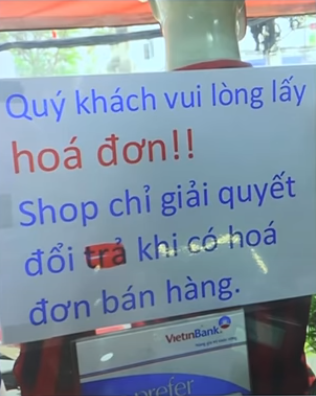 Quý khách vui lòng lấy
hoá đơn!!
Shop chỉ giải quyết
đổi trả khi có hoá
đơn bán hàng.
VietinBank
prefer